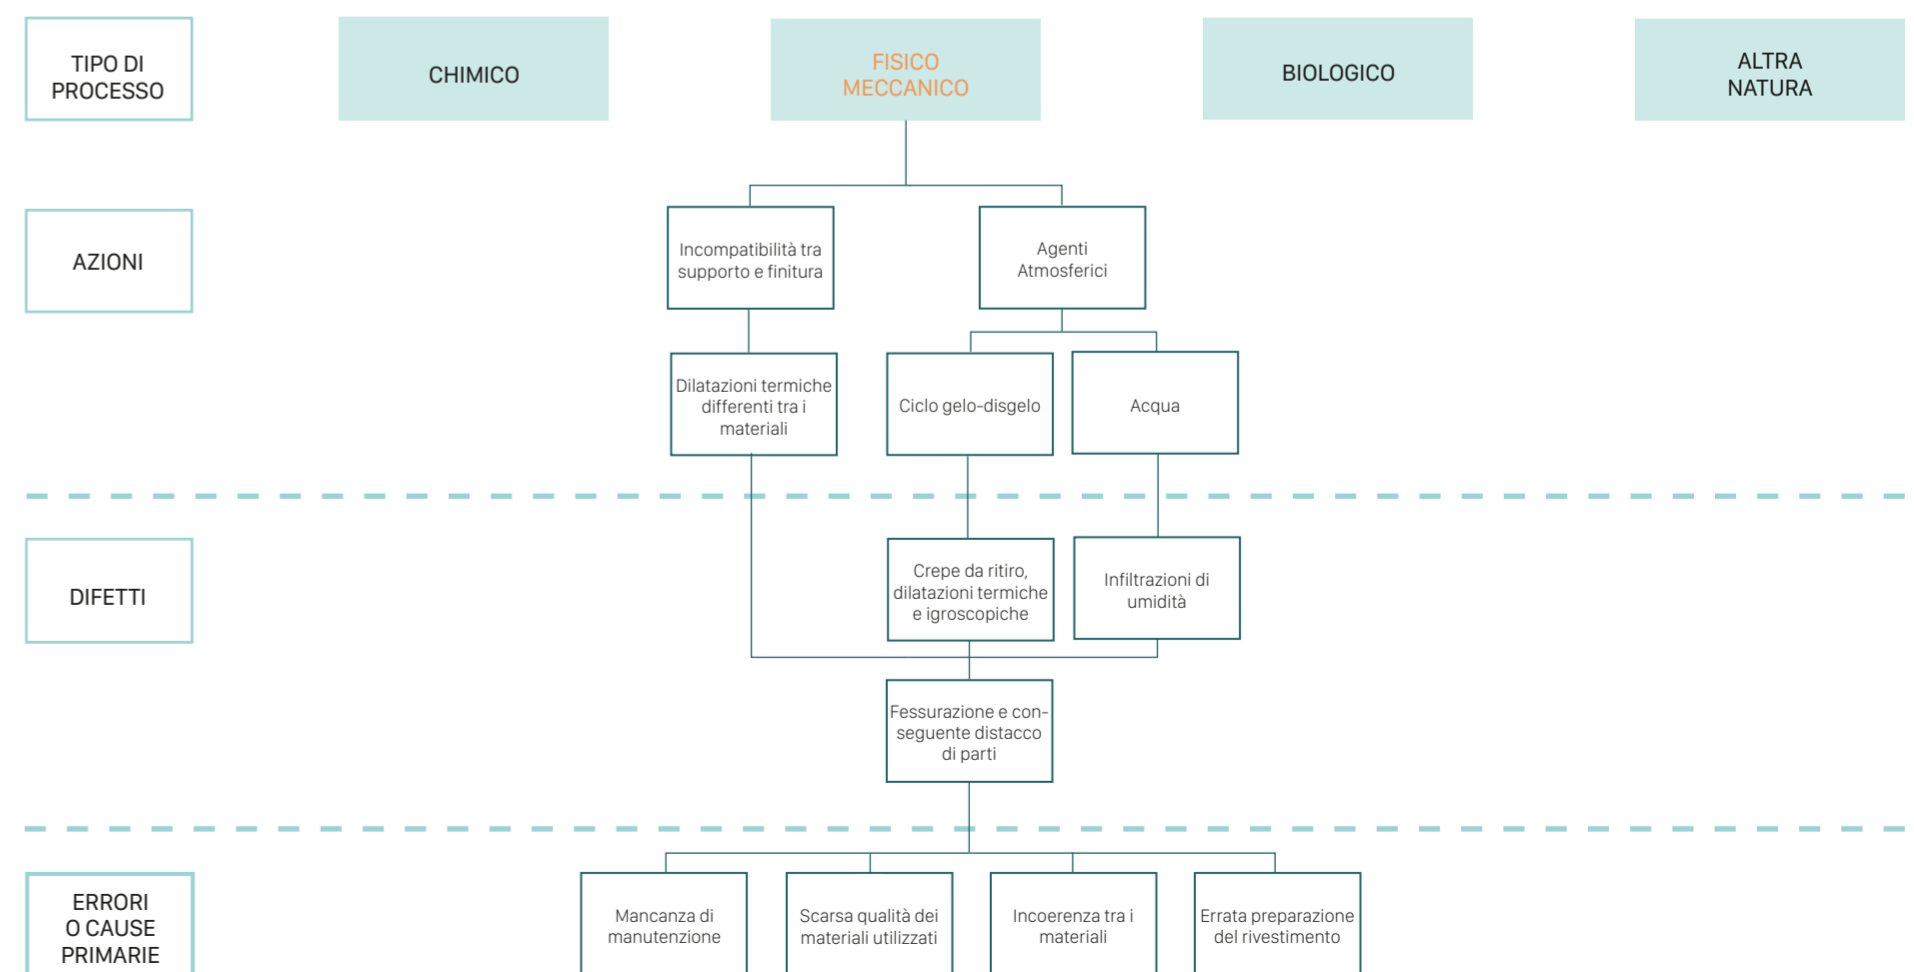 TIPO DI
PROCESSO
CHIMICO
FISICO
MECCANICO
BIOLOGICO
ALTRA
NATURA
AZIONI
Incompatibilità tra
supporto e finitura
Agenti
Atmosferici
Dilatazioni termiche
differenti tra i
materiali
Ciclo gelo-disgelo
Acqua
DIFETTI
Crepe da ritiro,
dilatazioni termiche
e igroscopiche
Infiltrazioni di
umidità
Fessurazione e con-
seguente distacco
di parti
ERRORI
O CAUSE
PRIMARIE
Mancanza di
manutenzione
Scarsa qualità dei
materiali utilizzati
Incoerenza tra i
materiali
Errata preparazione
del rivestimento